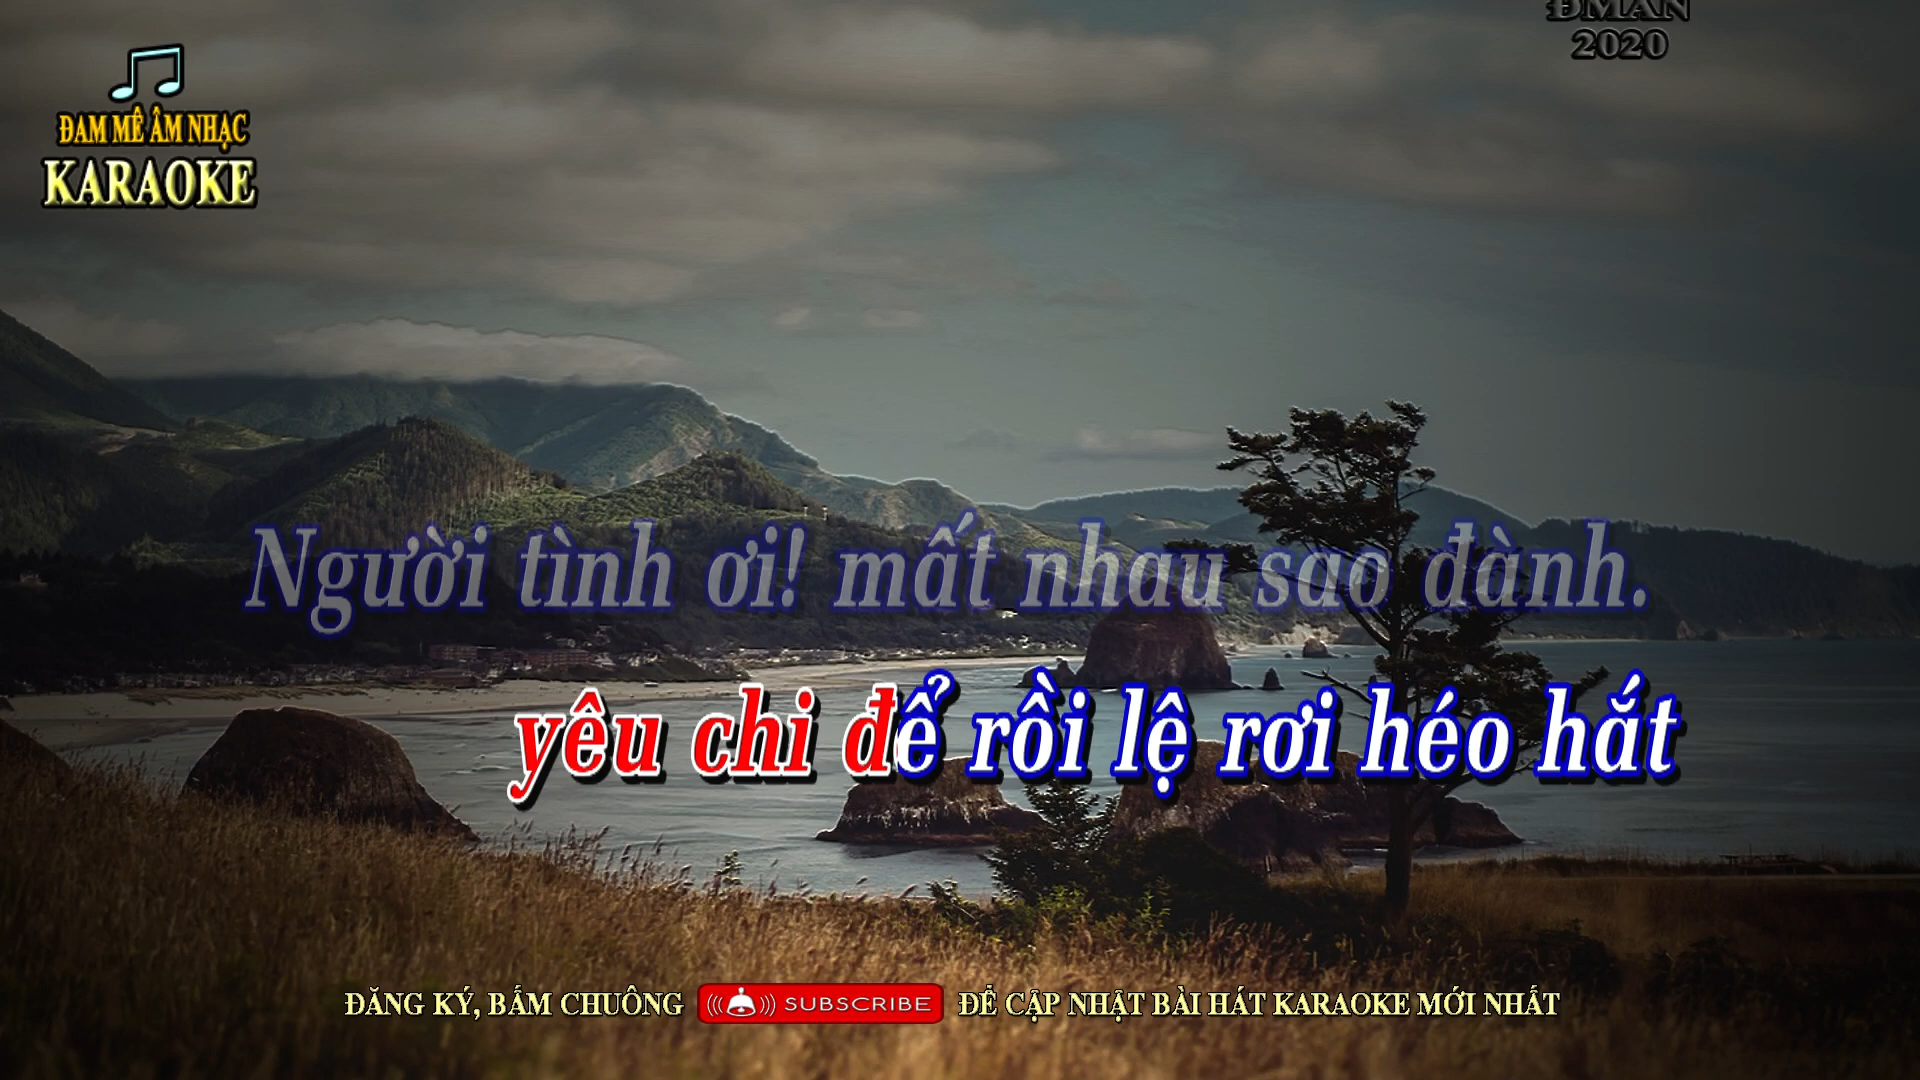 ĐMAN
2020
ĐAM MÊ ÂM NHẠC
KARAOKE
Người tình ơi! mất nhau sao đành.
yêu chi để rồi lệ rơi héo hắt
ĐĂNG KÝ, BẤM CHUÔNG SUBSCRIBE ĐỂ CẬP NHẬT BÀI HÁT KARAOKE MỚI NHẤT